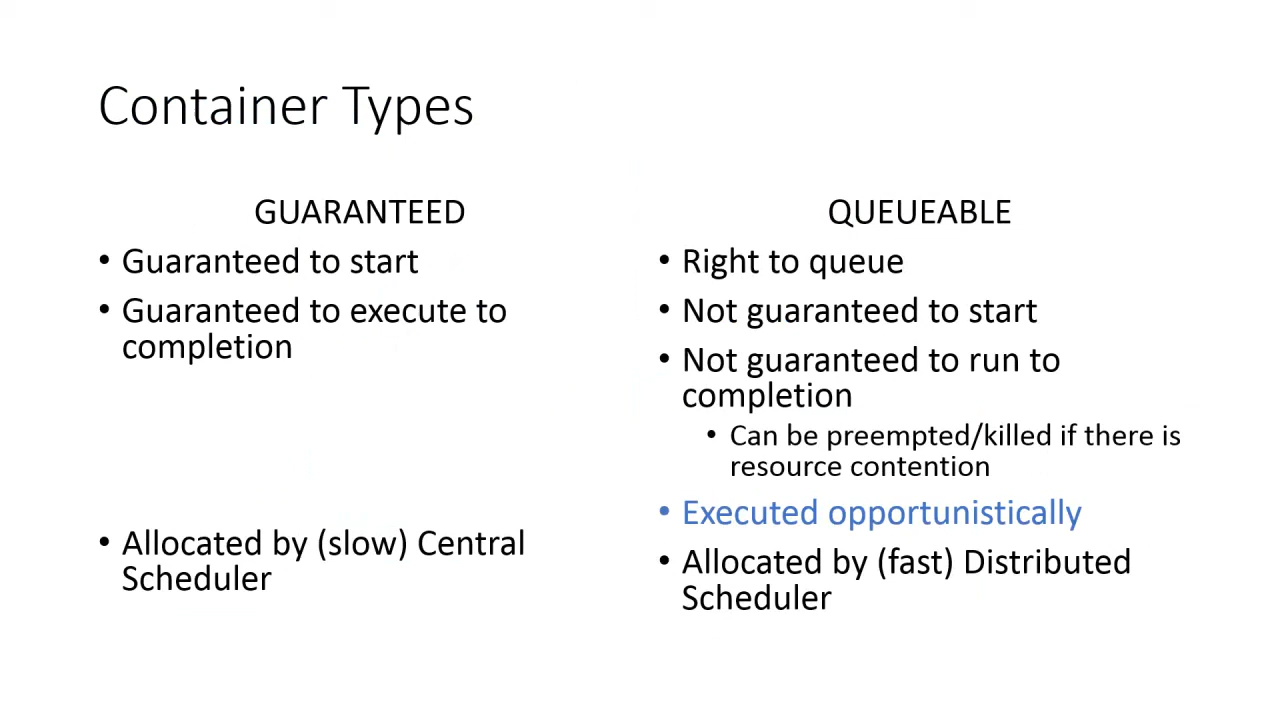 Container Types
GUARANTEED
• Guaranteed to start
• Guaranteed to execute to
completion
• Allocated by (slow) Central
Scheduler
QUEUEABLE
• Right to queue
• Not guaranteed to start
• Not guaranteed to run to
completion
• Can be preempted/killed if there is
resource contention
• Executed opportunistically
• Allocated by (fast) Distributed
Scheduler